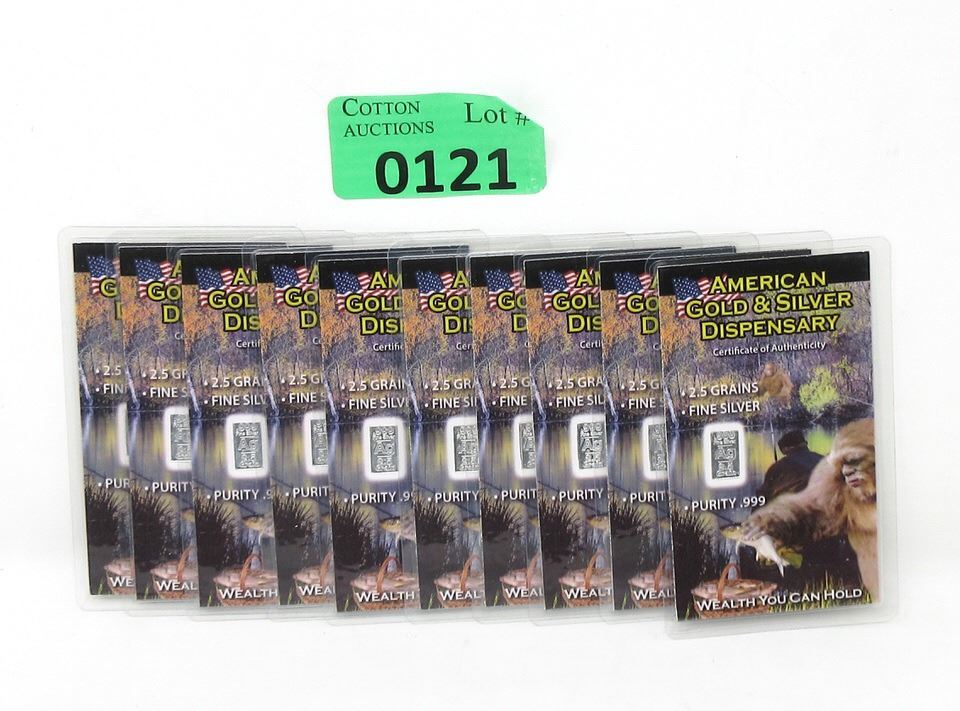 COTTON
AUCTIONS
Lot #
0121
AMERICAN
GOLD & SILVER
DISPENSARY
Certificate of Authenticity
• 2.5 GRAINS
• FINE SILVER
• PURITY .999
WEALTH YOU CAN HOLD